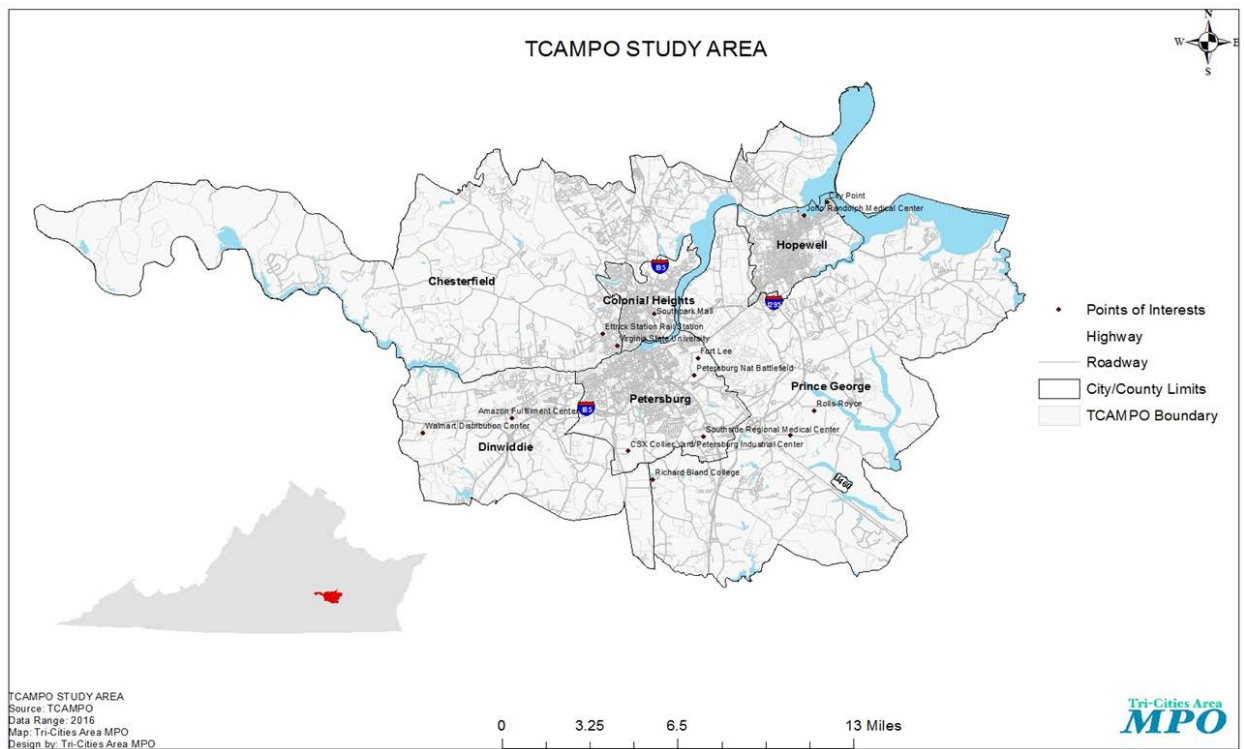 TCAMPO STUDY AREA
N
W
E
S
City Point
John Randolph Medical Center
Hopewell
Chesterfield
Colonial Heights
Southpark Mall
Ettrick Station Rail Station
Virginia State University
Fort Lee
Petersburg Nat Battlefield
Prince George
Petersburg
Rolls Royce
Amazon Fulfilment Center
Walmart Distribution Center
Southside Regional Medical Center
Dinwiddie
CSX Collier Yard/Petersburg Industrial Center
Richard Bland College
Points of Interests
Highway
Roadway
City/County Limits
TCAMPO Boundary
TCAMPO STUDY AREA
Source: TCAMPO
Data Range: 2016
Map: Tri-Cities Area MPO
Design by: Tri-Cities Area MPO
0 3.25 6.5 13 Miles
Tri-Cities Area
MPO